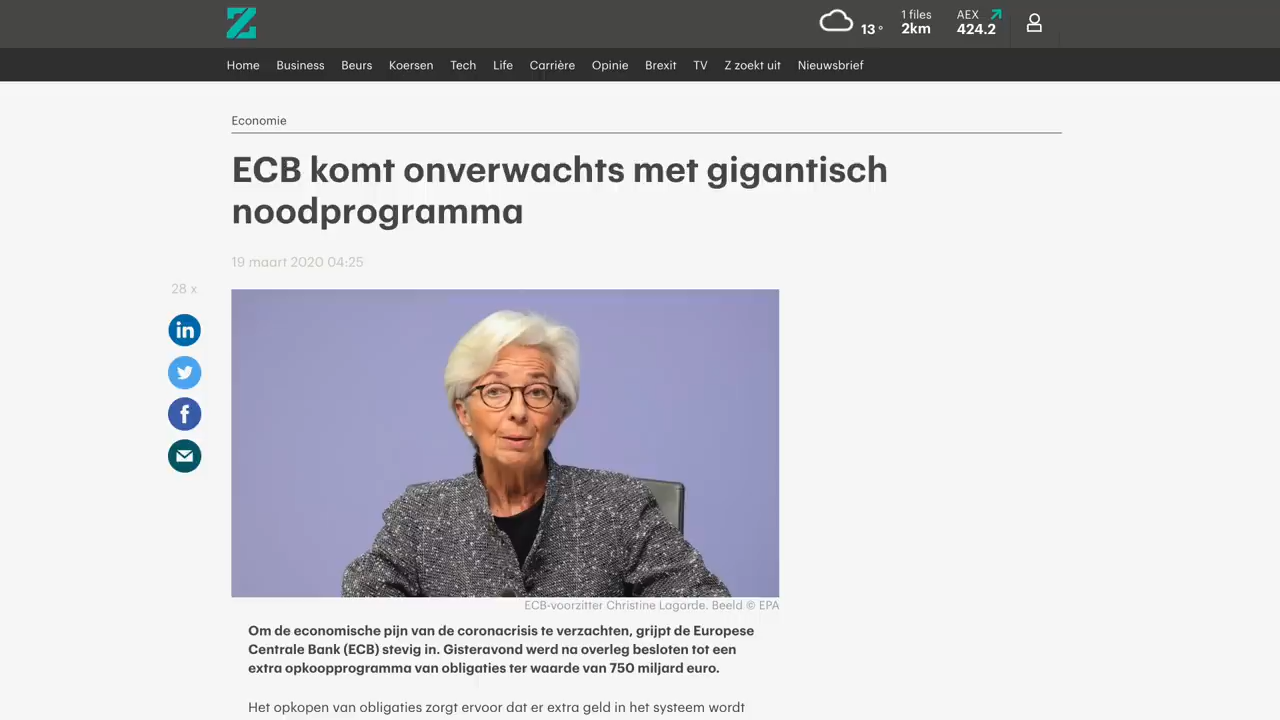 Z
13 °
1 files
2km
AEX
424.2
Home Business Beurs Koersen Tech Life Carrière Opinie Brexit TV Z zoekt uit Nieuwsbrief
Economie
ECB komt onverwachts met gigantisch
noodprogramma
19 maart 2020 04:25
28 x
in
f
ECB-voorzitter Christine Lagarde. Beeld © EPA
Om de economische pijn van de coronacrisis te verzachten, grijpt de Europese
Centrale Bank (ECB) stevig in. Gisteravond werd na overleg besloten tot een
extra opkoopprogramma van obligaties ter waarde van 750 miljard euro.
Het opkopen van obligaties zorgt ervoor dat er extra geld in het systeem wordt